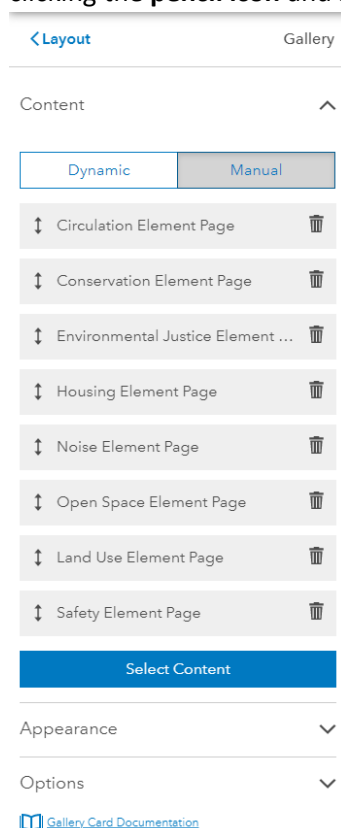 clicking the pencil icon and
Layout Gallery
Content
Dynamic Manual
Circulation Element Page
Conservation Element Page
Environmental Justice Element ...
Housing Element Page
Noise Element Page
Open Space Element Page
Land Use Element Page
Safety Element Page
Select Content
Appearance
Options
Gallery Card Documentation